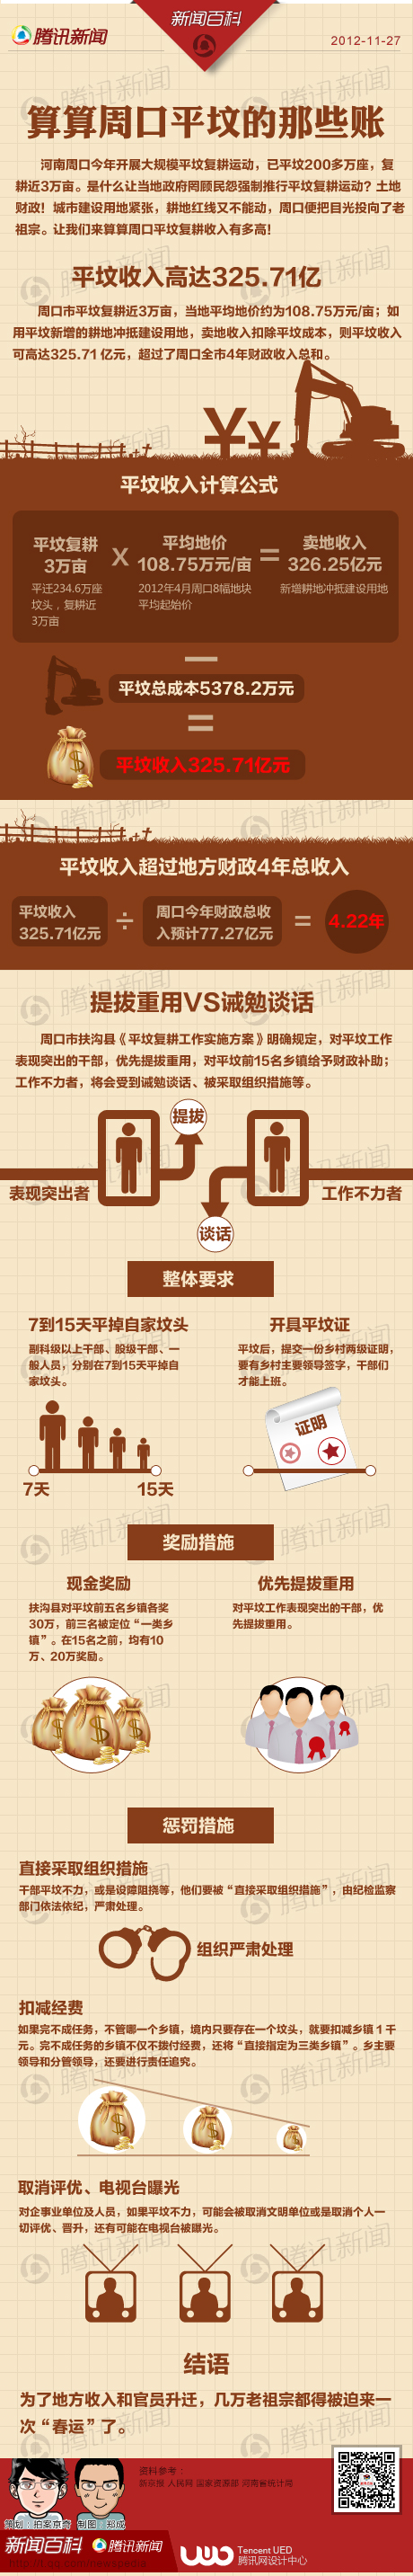 腾讯新闻
新闻百科
2012-11-27
算算周口平坟的那些账
河南周口今年开展大规模平坟复耕运动，已平坟200多万座，复
耕近3万亩。是什么让当地政府罔顾民怨强制推行平坟复耕运动？土地
财政！城市建设用地紧张，耕地红线又不能动，周口便把目光投向了老
祖宗。让我们来算算周口平坟复耕收入有多高！
平坟收入高达325.71亿
周口市平坟复耕近3万亩，当地平均地价约为108.75万元/亩；如
用平坟新增的耕地冲抵建设用地，卖地收入扣除平坟成本，则平坟收入
可高达325.71 亿元，超过了周口全市4年财政收入总和。
平坟收入计算公式
平坟复耕
3万亩
平迁234.6万座
坟头，复耕近
3万亩
X
平均地价
108.75万元/亩
2012年4月周口8幅地块
平均起始价
=
卖地收入
326.25亿元
新增耕地冲抵建设用地
—
平坟总成本5378.2万元
=
平坟收入325.71亿元
平坟收入超过地方财政4年总收入
平坟收入
325.71亿元
÷
周口今年财政总收
入预计77.27亿元
=
4.22年
提拔重用VS诫勉谈话
周口市扶沟县《平坟复耕工作实施方案》明确规定，对平坟工作
表现突出的干部，优先提拔重用，对平坟前15名乡镇给予财政补助；
工作不力者，将会受到诫勉谈话、被采取组织措施等。
提拔
表现突出者
工作不力者
谈话
整体要求
7到15天平掉自家坟头
副科级以上干部、股级干部、一
般人员，分别在7到15天平掉自
家坟头。
7天
15天
开具平坟证
平坟后，提交一份乡村两级证明，
要有乡村主要领导签字，干部们
才能上班。
证明
奖励措施
现金奖励
扶沟县对平坟前五名乡镇各奖
30万，前三名被定位“一类乡
镇”。在15名之前，均有10
万、20万奖励。
优先提拔重用
对平坟工作表现突出的干部，优
先提拔重用。
惩罚措施
直接采取组织措施
干部平坟不力，或是设障阻挠等，他们要被“直接采取组织措施”，由纪检监察
部门依法依纪，严肃处理。
组织严肃处理
扣减经费
如果完不成任务，不管哪一个乡镇，境内只要存在一个坟头，就要扣减乡镇１千
元。完不成任务的乡镇不仅不拨付经费，还将“直接指定为三类乡镇”。乡主要
领导和分管领导，还要进行责任追究。
取消评优、电视台曝光
对企事业单位及人员，如果平坟不力，可能会被取消文明单位或是取消个人一
切评优、晋升，还有可能在电视台被曝光。
结语
为了地方收入和官员升迁，几万老祖宗都得被迫来一
次“春运”了。
资料参考：
新京报 人民网 国家资源部 河南省统计局
策划：拍案京奇 制图：郑成
新闻百科
腾讯新闻
Tencent UED
腾讯网设计中心